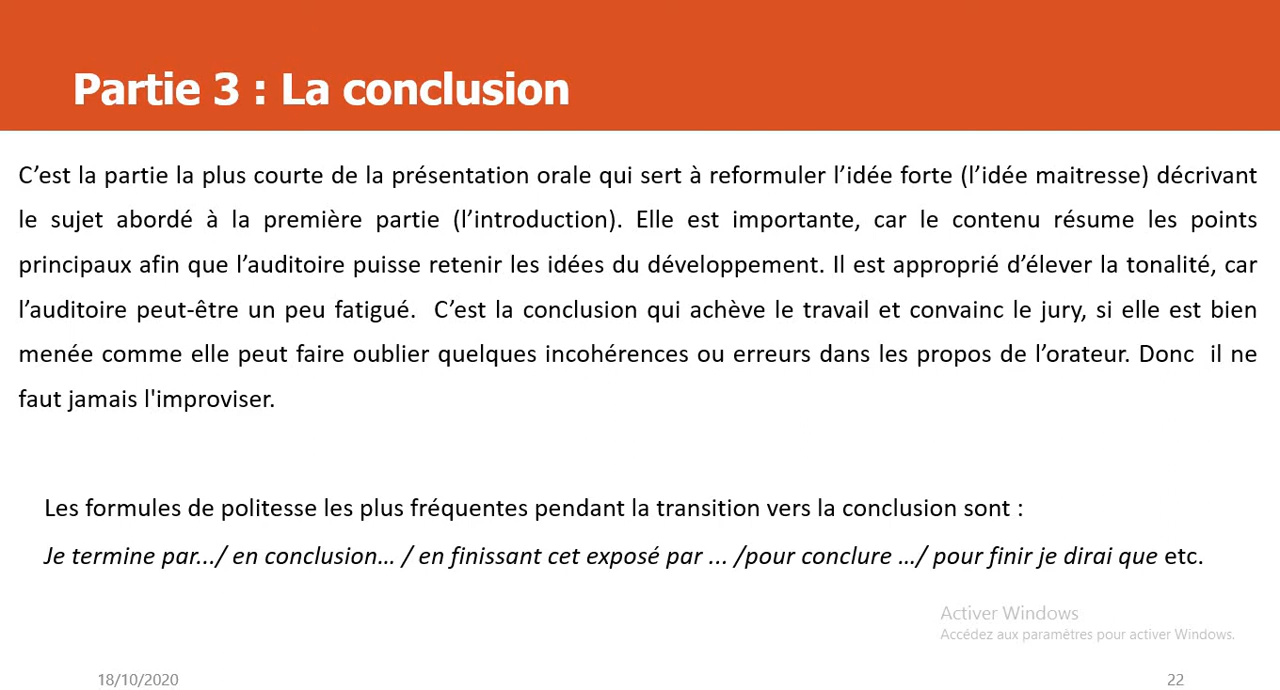 Partie 3 : La conclusion
C’est la partie la plus courte de la présentation orale qui sert à reformuler l’idée forte (l’idée maitresse) décrivant
le sujet abordé à la première partie (l’introduction). Elle est importante, car le contenu résume les points
principaux afin que l’auditoire puisse retenir les idées du développement. Il est approprié d’élever la tonalité, car
l’auditoire peut-être un peu fatigué. C’est la conclusion qui achève le travail et convainc le jury, si elle est bien
menée comme elle peut faire oublier quelques incohérences ou erreurs dans les propos de l’orateur. Donc il ne
faut jamais l'improviser.
Les formules de politesse les plus fréquentes pendant la transition vers la conclusion sont :
Je termine par.../ en conclusion… / en finissant cet exposé par ... /pour conclure …/ pour finir je dirai que etc.
Activer Windows
Accédez aux paramètres pour activer Windows.
18/10/2020
22